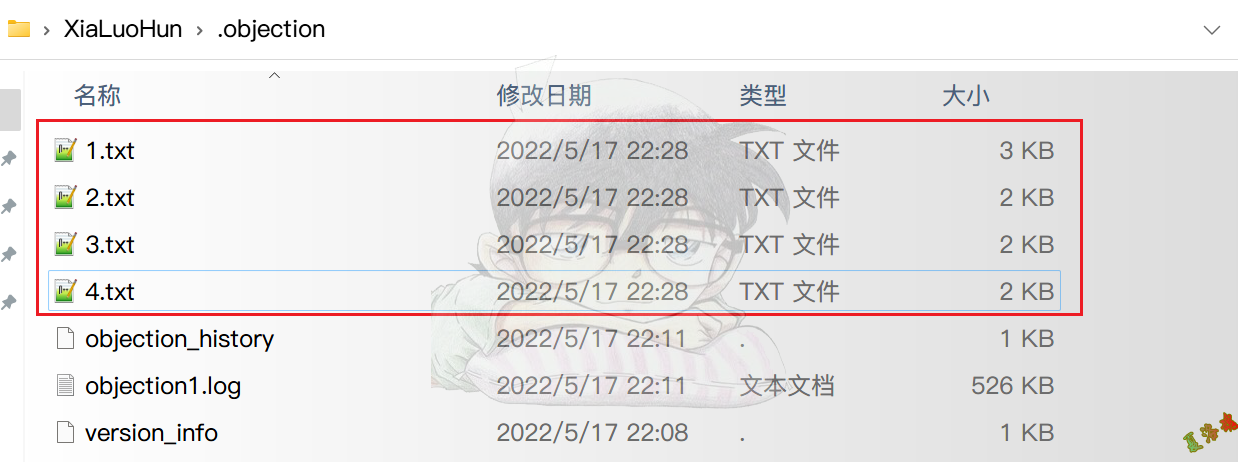 XiaLuoHun › .objection
名称 修改日期 类型 大小
1.txt 2022/5/17 22:28 TXT 文件 3 KB
2.txt 2022/5/17 22:28 TXT 文件 2 KB
3.txt 2022/5/17 22:28 TXT 文件 2 KB
4.txt 2022/5/17 22:28 TXT 文件 2 KB
objection_history 2022/5/17 22:11 . 1 KB
objection1.log 2022/5/17 22:11 文本文档 526 KB
version_info 2022/5/17 22:08 . 1 KB